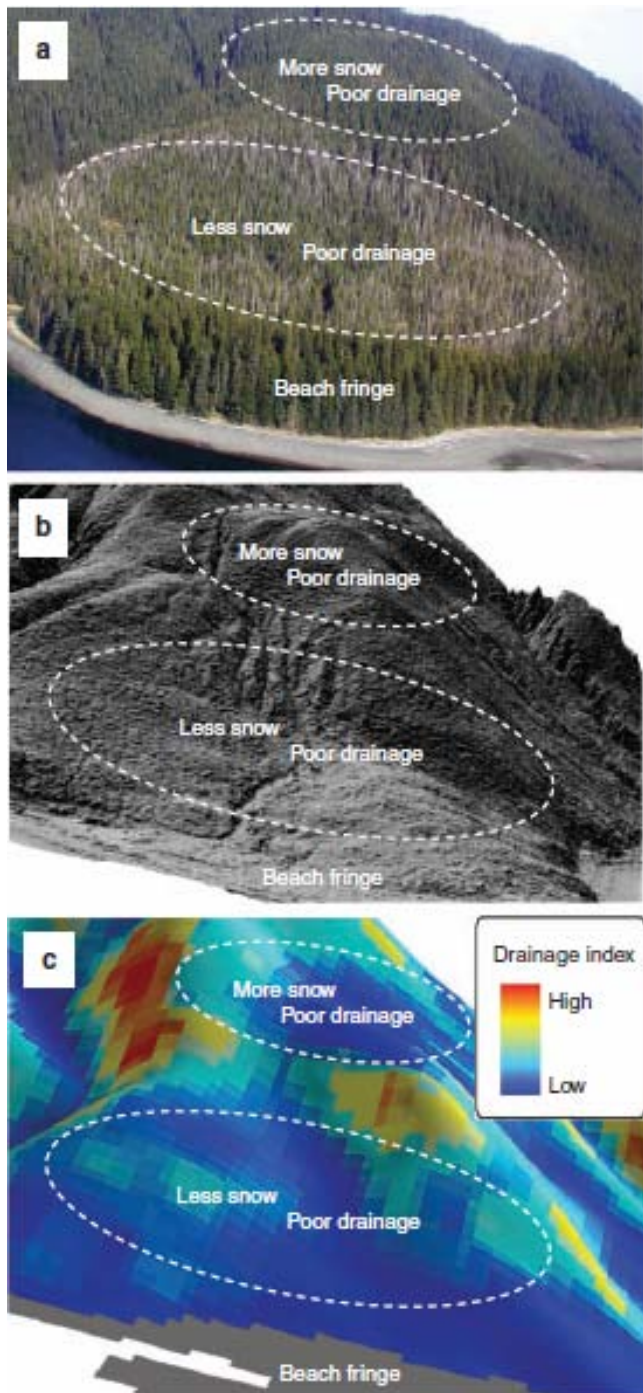 a
More snow
Poor drainage
Less snow
Poor drainage
Beach fringe
b
More snow
Poor drainage
Less snow
Poor drainage
Beach fringe
c
Drainage index
High
Low
More snow
Poor drainage
Less snow
Poor drainage
Beach fringe